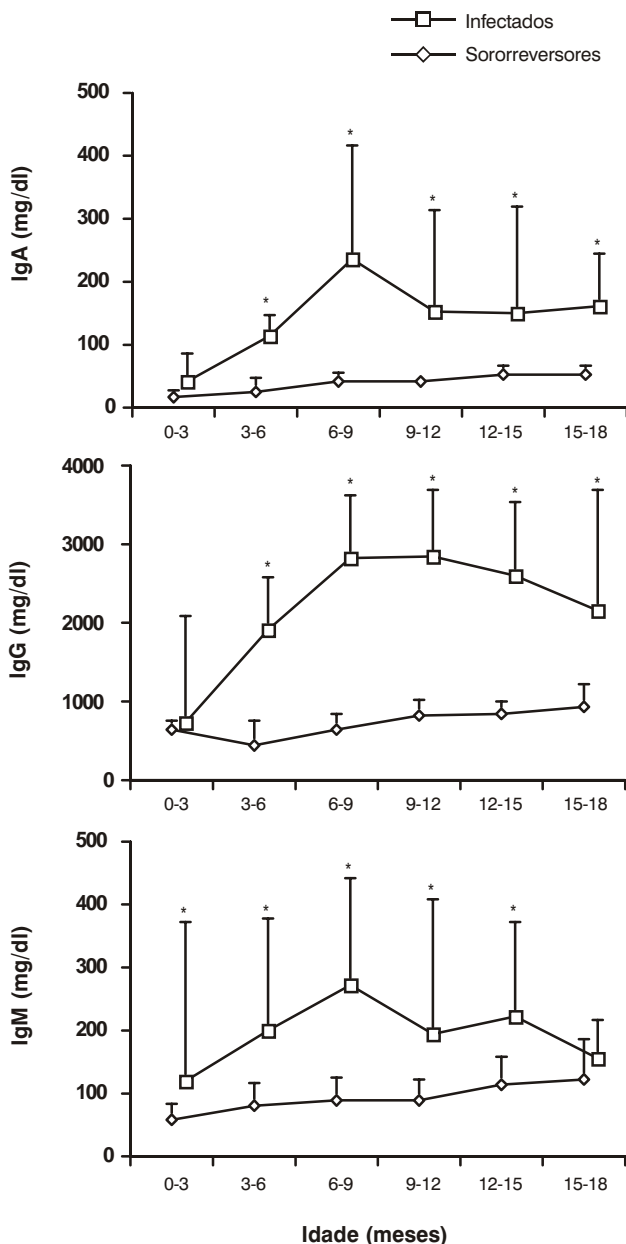 Infectados
Sororreversores
500
400
300
200
100
0
IgA (mg/dl)
* * * * *
0-3 3-6 6-9 9-12 12-15 15-18
4000
3000
2000
1000
0
IgG (mg/dl)
* * * * *
0-3 3-6 6-9 9-12 12-15 15-18
500
400
300
200
100
0
IgM (mg/dl)
* * * * *
0-3 3-6 6-9 9-12 12-15 15-18
Idade (meses)